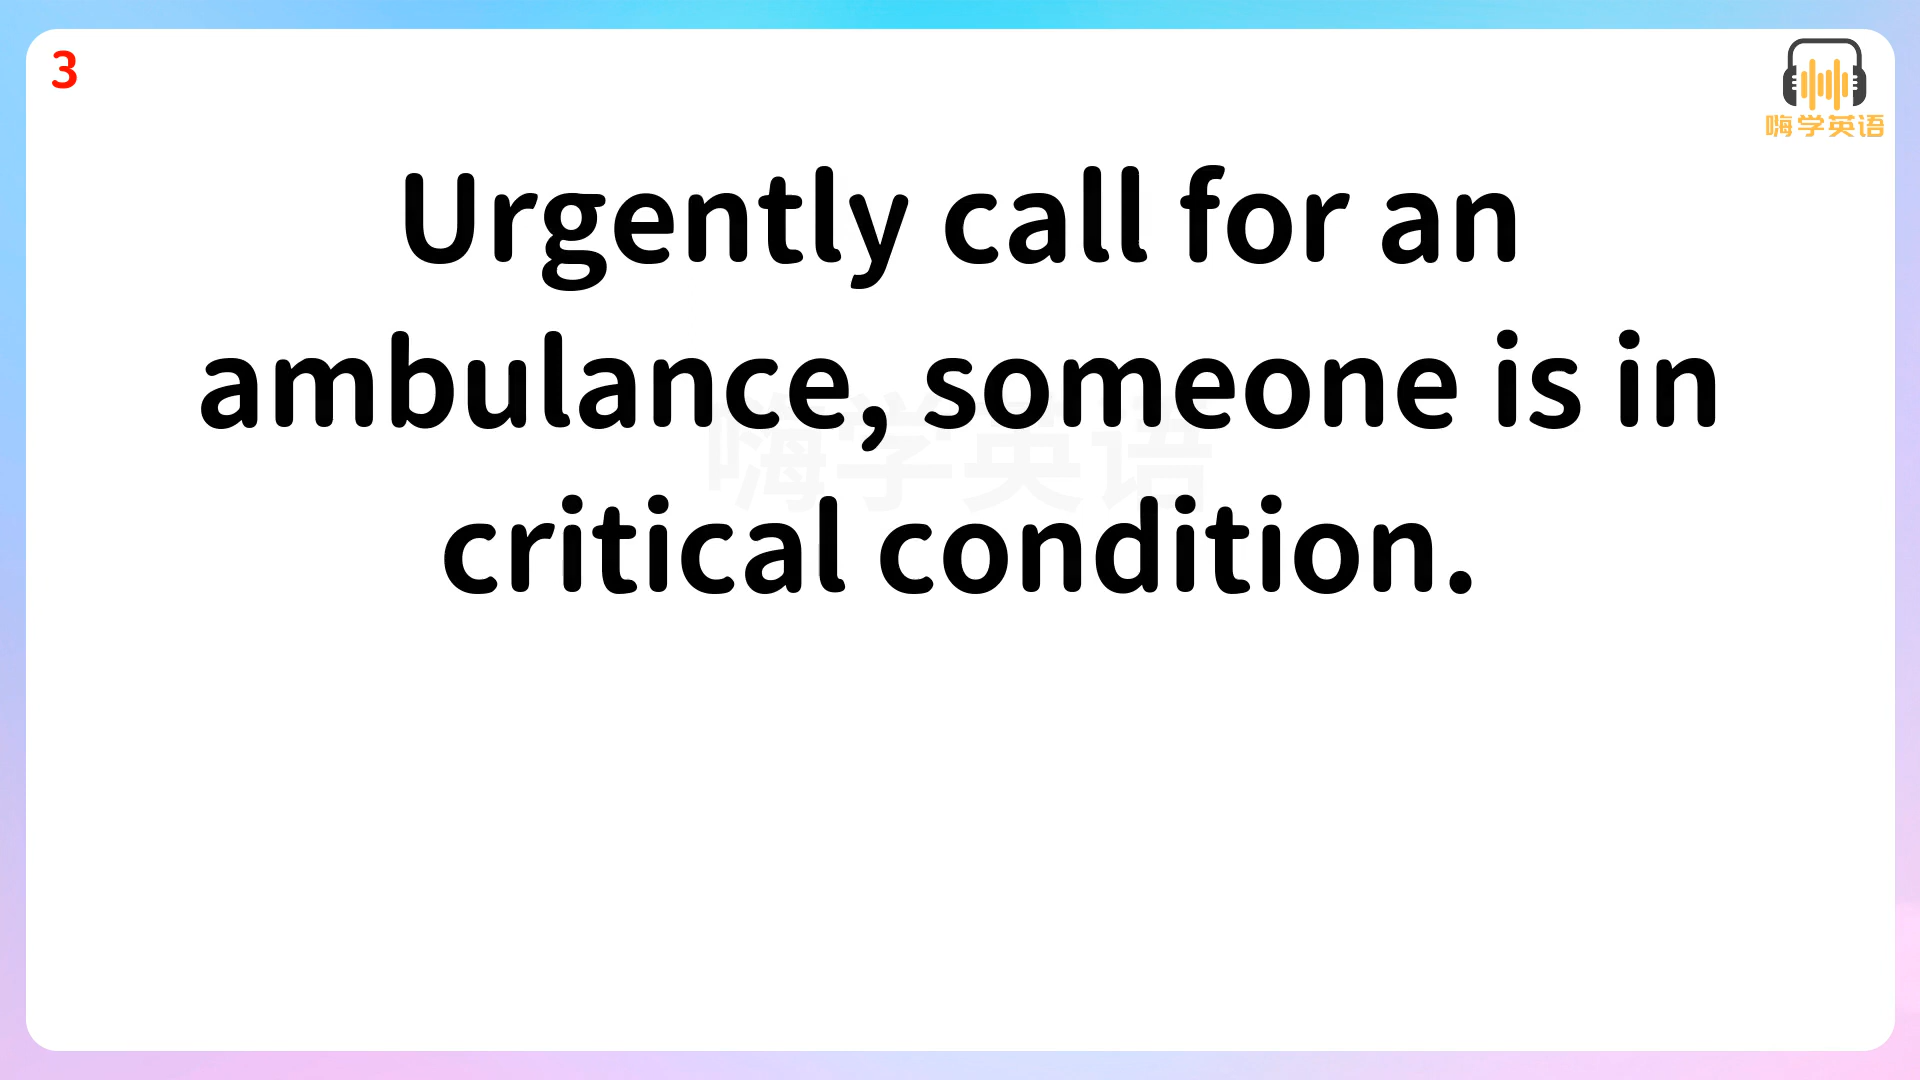 3
嗨学英语
Urgently call for an
ambulance, someone is in
嗨学英语
critical condition.